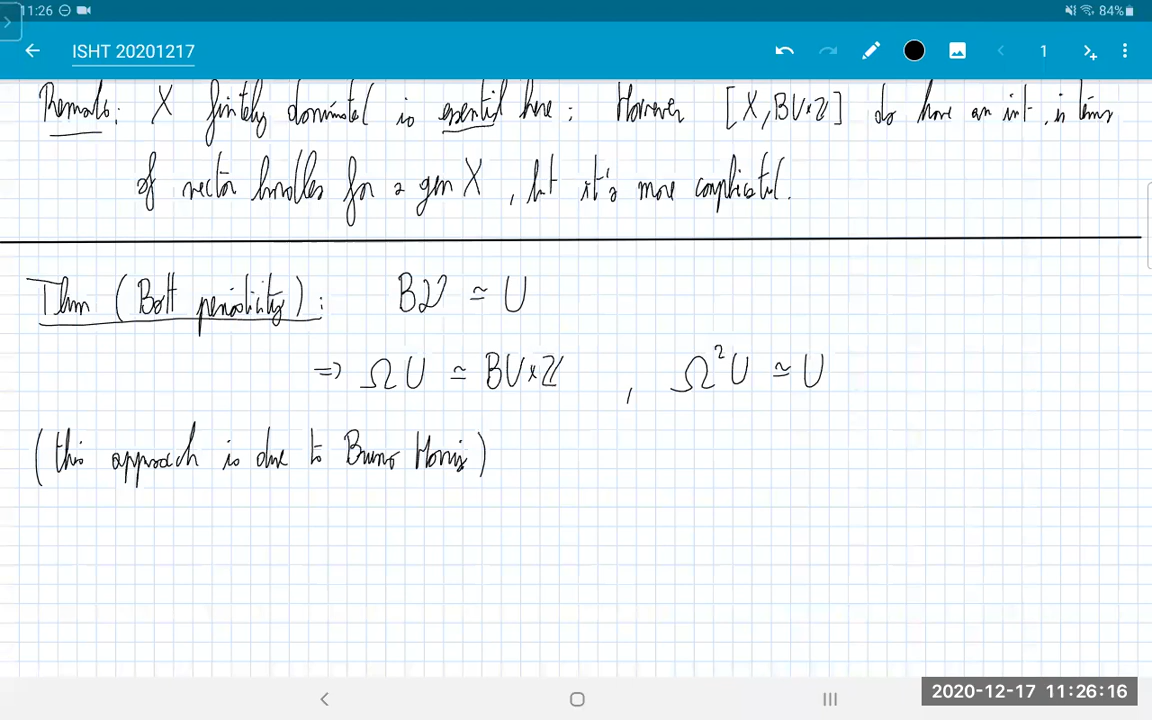 11:26
84%
ISHT 20201217
1
Remark: X finitely dominated is essential here; However [X, BU×ℤ] do have an int. in terms
of vector bundles for a gen X, but it's more complicated.
Thm (Bott periodicity): B𝒱 ≃ U
⇒ ΩU ≃ BU×ℤ , Ω²U ≃ U
(this approach is due to Bruno Harris)
2020-12-17 11:26:16